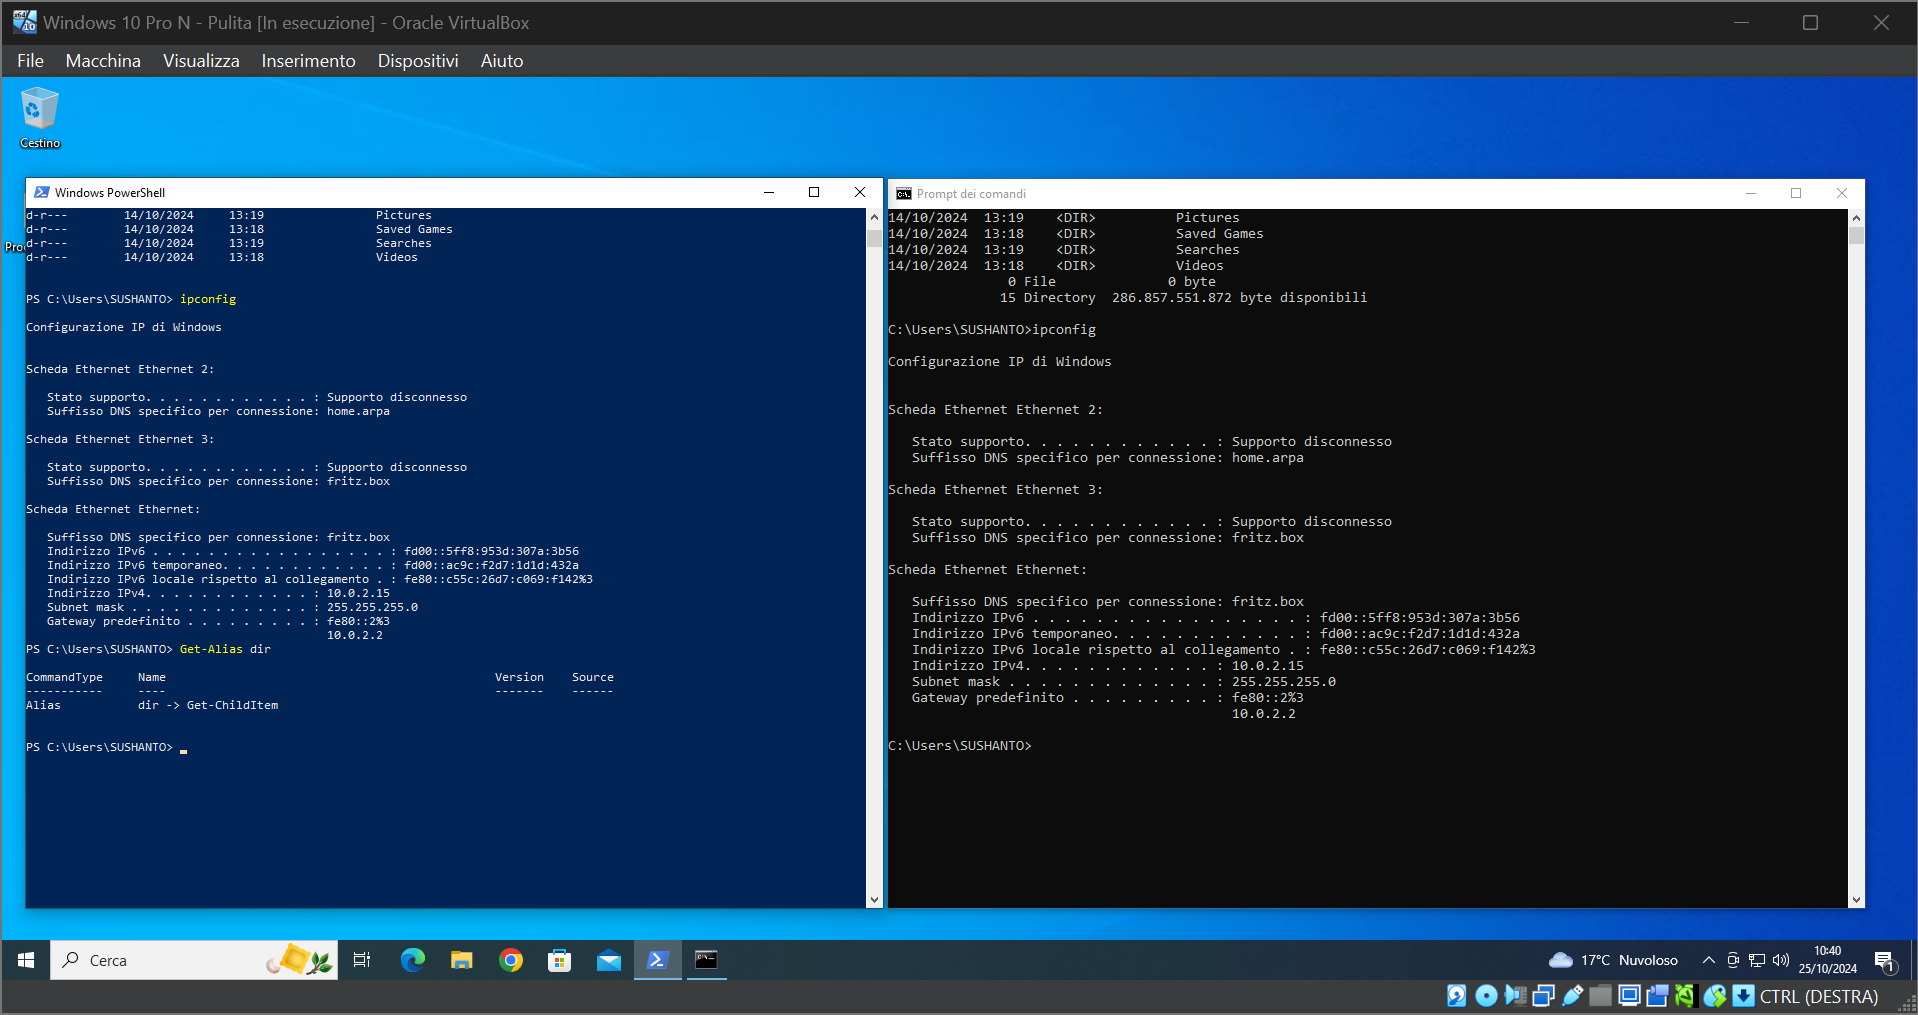 Windows 10 Pro N - Pulita [In esecuzione] - Oracle VirtualBox
File Macchina Visualizza Inserimento Dispositivi Aiuto
Cestino
Windows PowerShell
d-r--- 14/10/2024 13:19 Pictures
d-r--- 14/10/2024 13:18 Saved Games
d-r--- 14/10/2024 13:19 Searches
d-r--- 14/10/2024 13:18 Videos
PS C:\Users\SUSHANTO> ipconfig
Configurazione IP di Windows
Scheda Ethernet Ethernet 2:
Stato supporto. . . . . . . . . . . . : Supporto disconnesso
Suffisso DNS specifico per connessione: home.arpa
Scheda Ethernet Ethernet 3:
Stato supporto. . . . . . . . . . . . : Supporto disconnesso
Suffisso DNS specifico per connessione: fritz.box
Scheda Ethernet Ethernet:
Suffisso DNS specifico per connessione: fritz.box
Indirizzo IPv6 . . . . . . . . . . . . . . . . . : fd00::5ff8:953d:307a:3b56
Indirizzo IPv6 temporaneo. . . . . . . . . . . . : fd00::ac9c:f2d7:1d1d:432a
Indirizzo IPv6 locale rispetto al collegamento . : fe80::c55c:26d7:c069:f142%3
Indirizzo IPv4. . . . . . . . . . . . : 10.0.2.15
Subnet mask . . . . . . . . . . . . . : 255.255.255.0
Gateway predefinito . . . . . . . . . : fe80::2%3
10.0.2.2
PS C:\Users\SUSHANTO> Get-Alias dir
CommandType Name Version Source
----------- ---- ------- ------
Alias dir -> Get-ChildItem
PS C:\Users\SUSHANTO>
Prompt dei comandi
14/10/2024 13:19 <DIR> Pictures
14/10/2024 13:18 <DIR> Saved Games
14/10/2024 13:19 <DIR> Searches
14/10/2024 13:18 <DIR> Videos
0 File 0 byte
15 Directory 286.857.551.872 byte disponibili
C:\Users\SUSHANTO>ipconfig
Configurazione IP di Windows
Scheda Ethernet Ethernet 2:
Stato supporto. . . . . . . . . . . . : Supporto disconnesso
Suffisso DNS specifico per connessione: home.arpa
Scheda Ethernet Ethernet 3:
Stato supporto. . . . . . . . . . . . : Supporto disconnesso
Suffisso DNS specifico per connessione: fritz.box
Scheda Ethernet Ethernet:
Suffisso DNS specifico per connessione: fritz.box
Indirizzo IPv6 . . . . . . . . . . . . . . . . . : fd00::5ff8:953d:307a:3b56
Indirizzo IPv6 temporaneo. . . . . . . . . . . . : fd00::ac9c:f2d7:1d1d:432a
Indirizzo IPv6 locale rispetto al collegamento . : fe80::c55c:26d7:c069:f142%3
Indirizzo IPv4. . . . . . . . . . . . : 10.0.2.15
Subnet mask . . . . . . . . . . . . . : 255.255.255.0
Gateway predefinito . . . . . . . . . : fe80::2%3
10.0.2.2
C:\Users\SUSHANTO>
Cerca
17°C Nuvoloso
10:40
25/10/2024
1
CTRL (DESTRA)